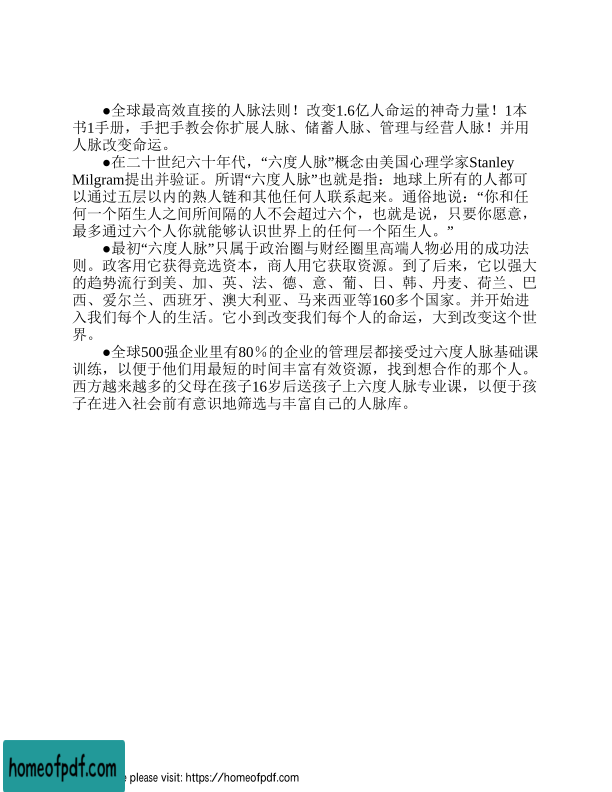 ●全球最高效直接的人脉法则！改变1.6亿人命运的神奇力量！1本
书1手册，手把手教会你扩展人脉、储蓄人脉、管理与经营人脉！并用
人脉改变命运。
●在二十世纪六十年代，“六度人脉”概念由美国心理学家Stanley
Milgram提出并验证。所谓“六度人脉”也就是指：地球上所有的人都可
以通过五层以内的熟人链和其他任何人联系起来。通俗地说：“你和任
何一个陌生人之间所间隔的人不会超过六个，也就是说，只要你愿意，
最多通过六个人你就能够认识世界上的任何一个陌生人。”
●最初“六度人脉”只属于政治圈与财经圈里高端人物必用的成功法
则。政客用它获得竞选资本，商人用它获取资源。到了后来，它以强大
的趋势流行到美、加、英、法、德、意、葡、日、韩、丹麦、荷兰、巴
西、爱尔兰、西班牙、澳大利亚、马来西亚等160多个国家。并开始进
入我们每个人的生活。它小到改变我们每个人的命运，大到改变这个世
界。
●全球500强企业里有80％的企业的管理层都接受过六度人脉基础课
训练，以便于他们用最短的时间丰富有效资源，找到想合作的那个人。
西方越来越多的父母在孩子16岁后送孩子上六度人脉专业课，以便于孩
子在进入社会前有意识地筛选与丰富自己的人脉库。
homeofpdf.com
please visit: https://homeofpdf.com